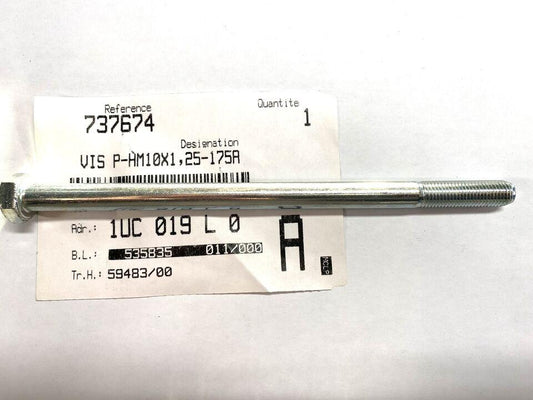 Reference
Quantite
737674
1
Designation
VIS P-HM10X1,25-175A
Adr.: 1UC 019 L 0
B.L.: 535835 011/000
A
Tr.H.: 59483/00